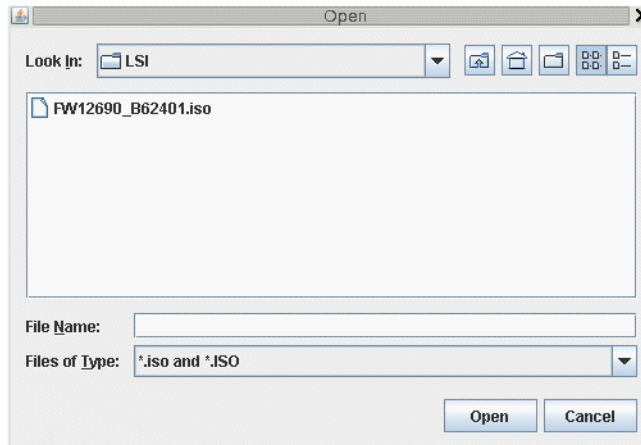 Open
Look In: LSI
FW12690_B62401.iso
File Name:
Files of Type: *.iso and *.ISO
Open Cancel